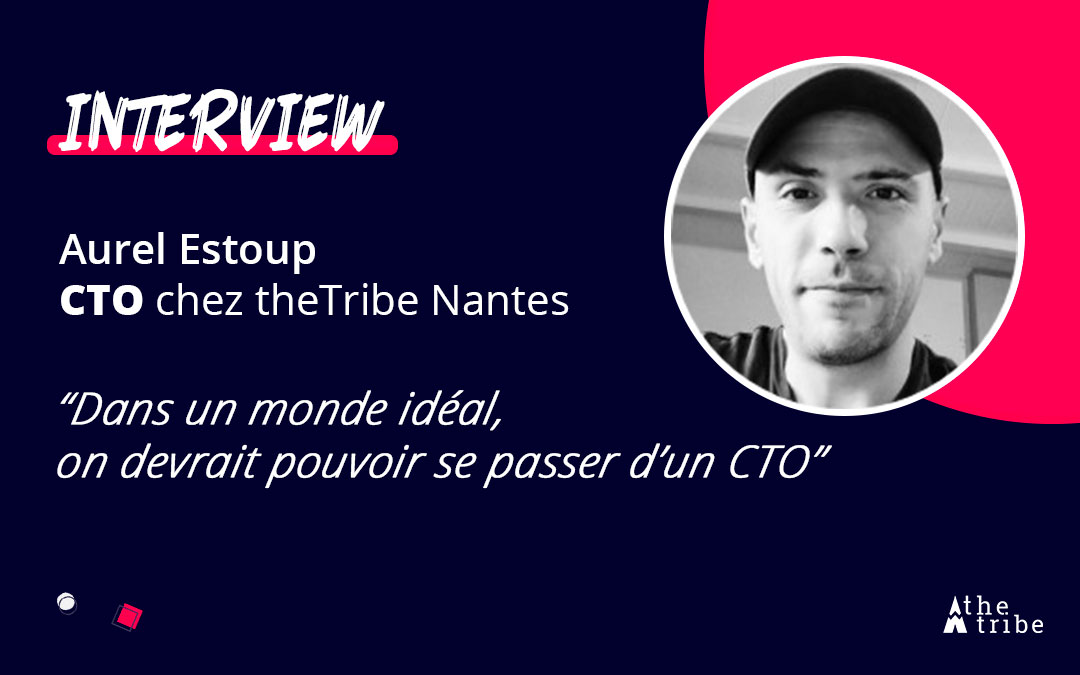 INTERVIEW
Aurel Estoup
CTO chez theTribe Nantes
“Dans un monde idéal,
on devrait pouvoir se passer d’un CTO”
the
tribe